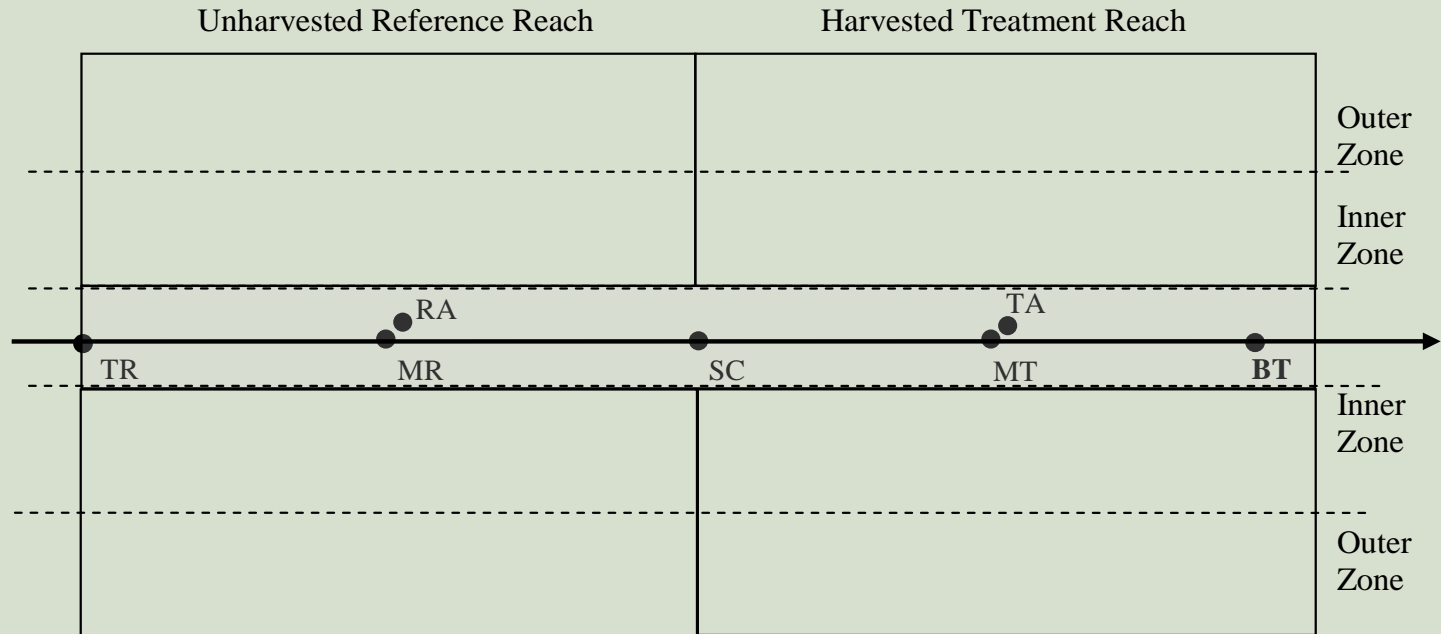 Unharvested Reference Reach
Harvested Treatment Reach
Outer
Zone
Inner
Zone
RA
TA
TR
MR
SC
MT
BT
Inner
Zone
Outer
Zone